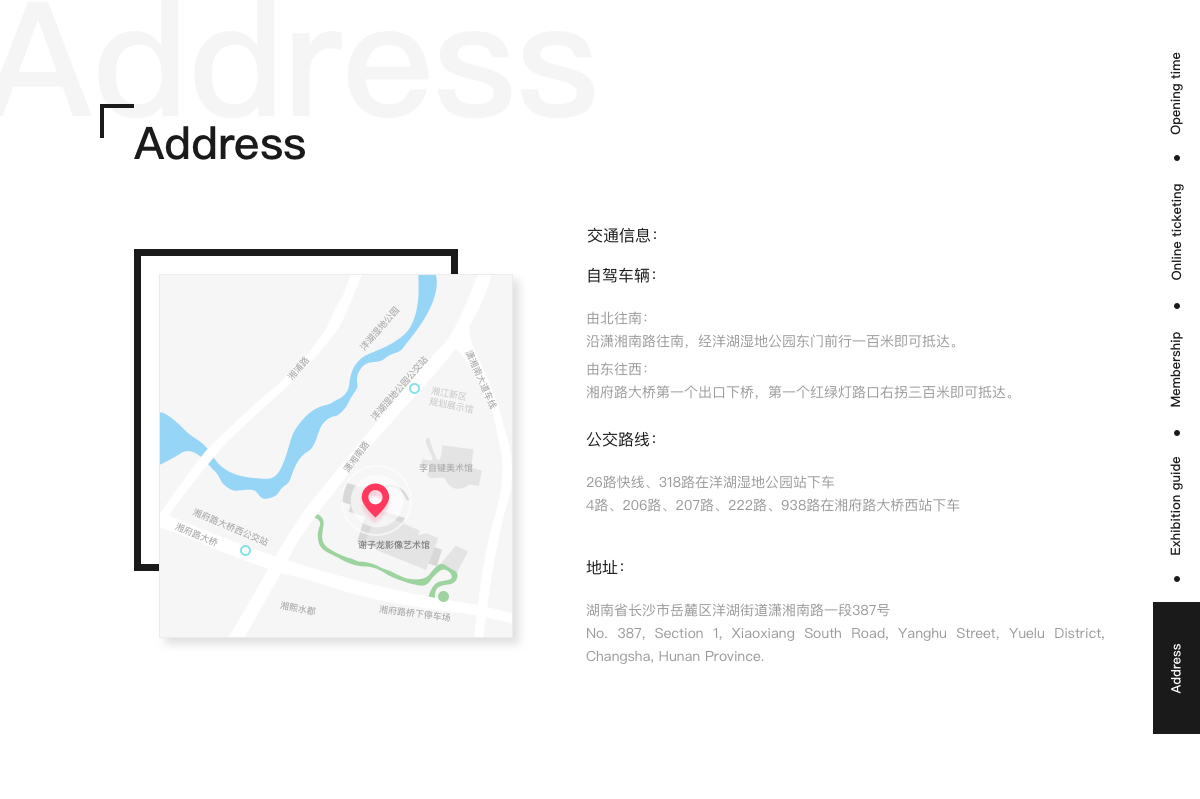 Address
Address
交通信息：
自驾车辆：
由北往南：
沿潇湘南路往南，经洋湖湿地公园东门前行一百米即可抵达。
由东往西：
湘府路大桥第一个出口下桥，第一个红绿灯路口右拐三百米即可抵达。
公交路线：
26路快线、318路在洋湖湿地公园站下车
4路、206路、207路、222路、938路在湘府路大桥西站下车
地址：
湖南省长沙市岳麓区洋湖街道潇湘南路一段387号
No. 387, Section 1, Xiaoxiang South Road, Yanghu Street, Yuelu District,
Changsha, Hunan Province.
洋湖湿地公园
湘浦路
洋湖湿地公园公交站
潇湘南大道车线
湘江新区
规划展示馆
潇湘南路
李自健美术馆
湘府路大桥西公交站
湘府路大桥
谢子龙影像艺术馆
湘熙水郡
湘府路桥下停车场
Opening time
Online ticketing
Membership
Exhibition guide
Address